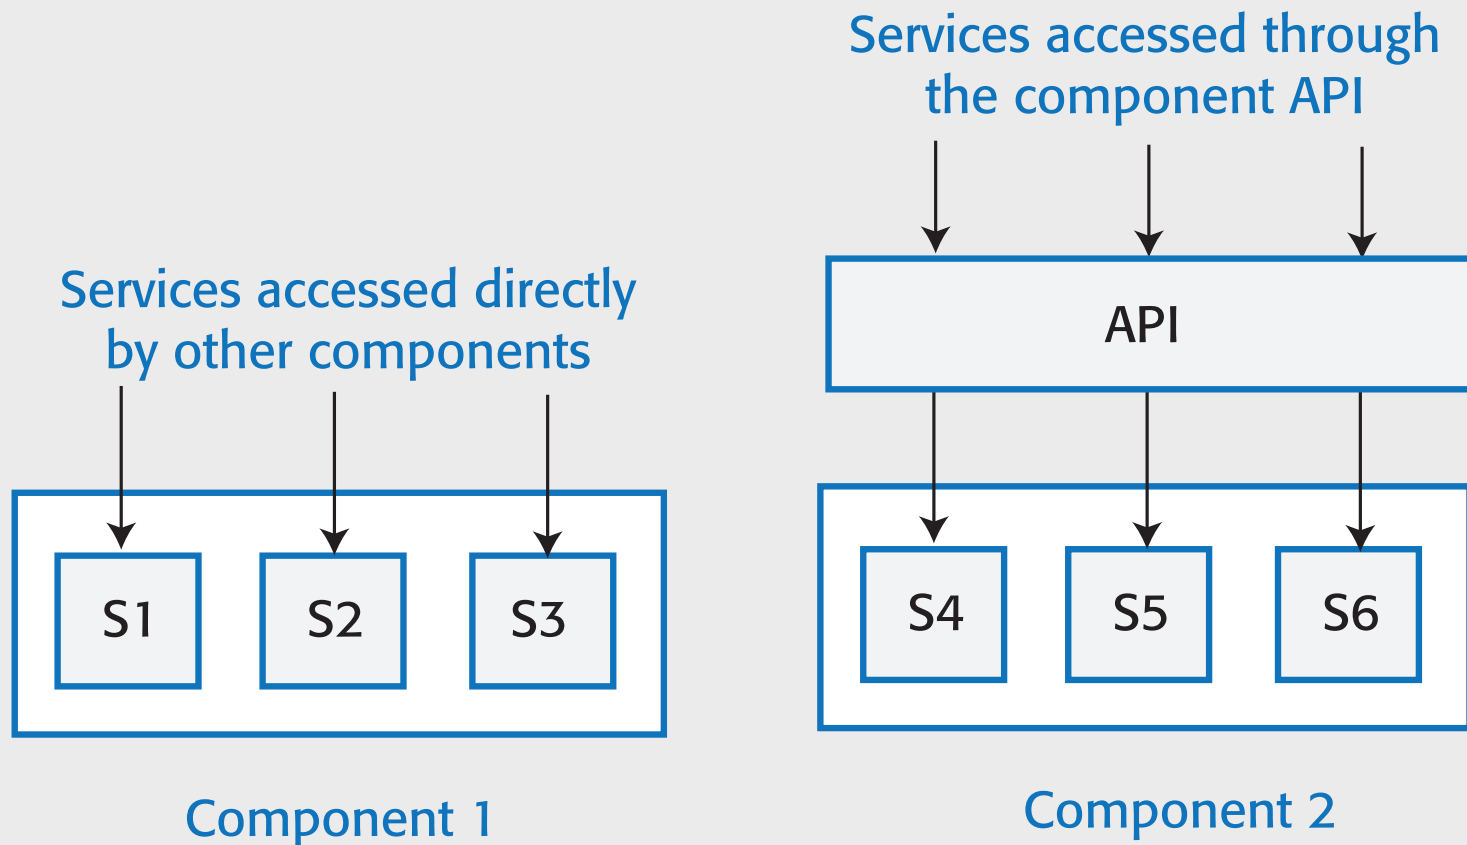 Services accessed directly
by other components
S1
S2
S3
Component 1
Services accessed through
the component API
API
S4
S5
S6
Component 2